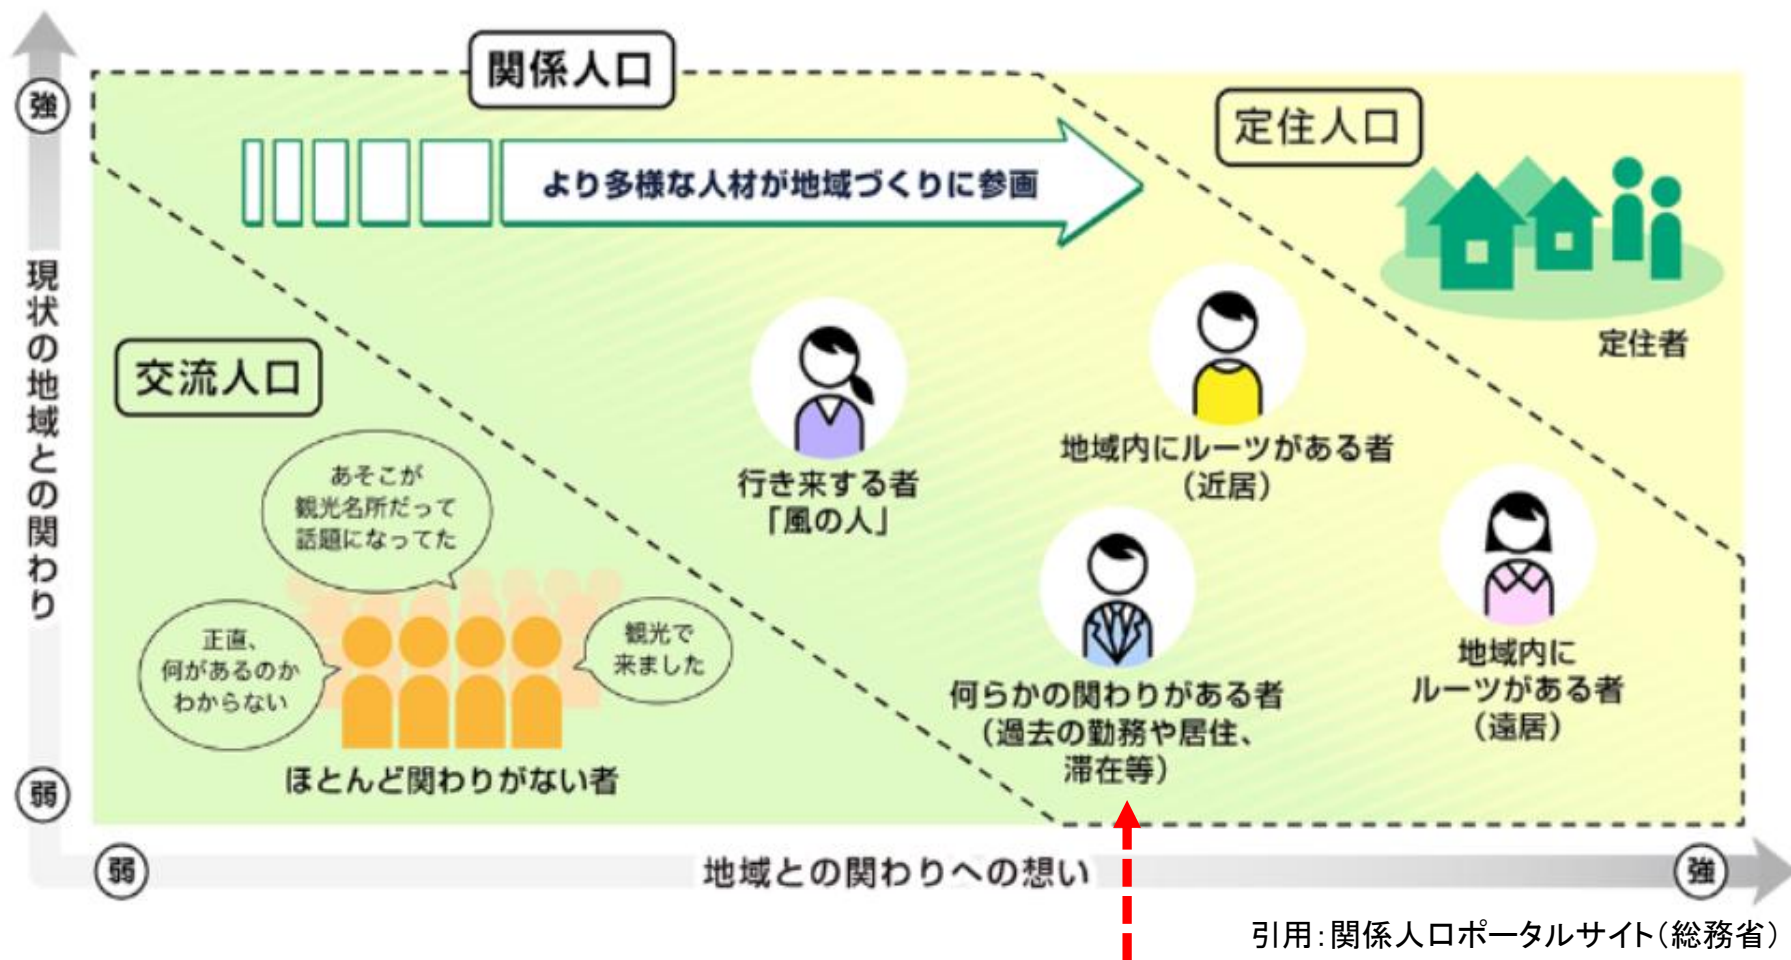 関係人口
強
定住人口
より多様な人材が地域づくりに参画
現状の地域との関わり
定住者
交流人口
地域内にルーツがある者
（近居）
行き来する者
「風の人」
あそこが
観光名所だって
話題になってた
正直、
何があるのか
わからない
観光で
来ました
地域内に
ルーツがある者
（遠居）
何らかの関わりがある者
（過去の勤務や居住、
滞在等）
ほとんど関わりがない者
弱
弱
地域との関わりへの想い
強
引用：関係人口ポータルサイト（総務省）